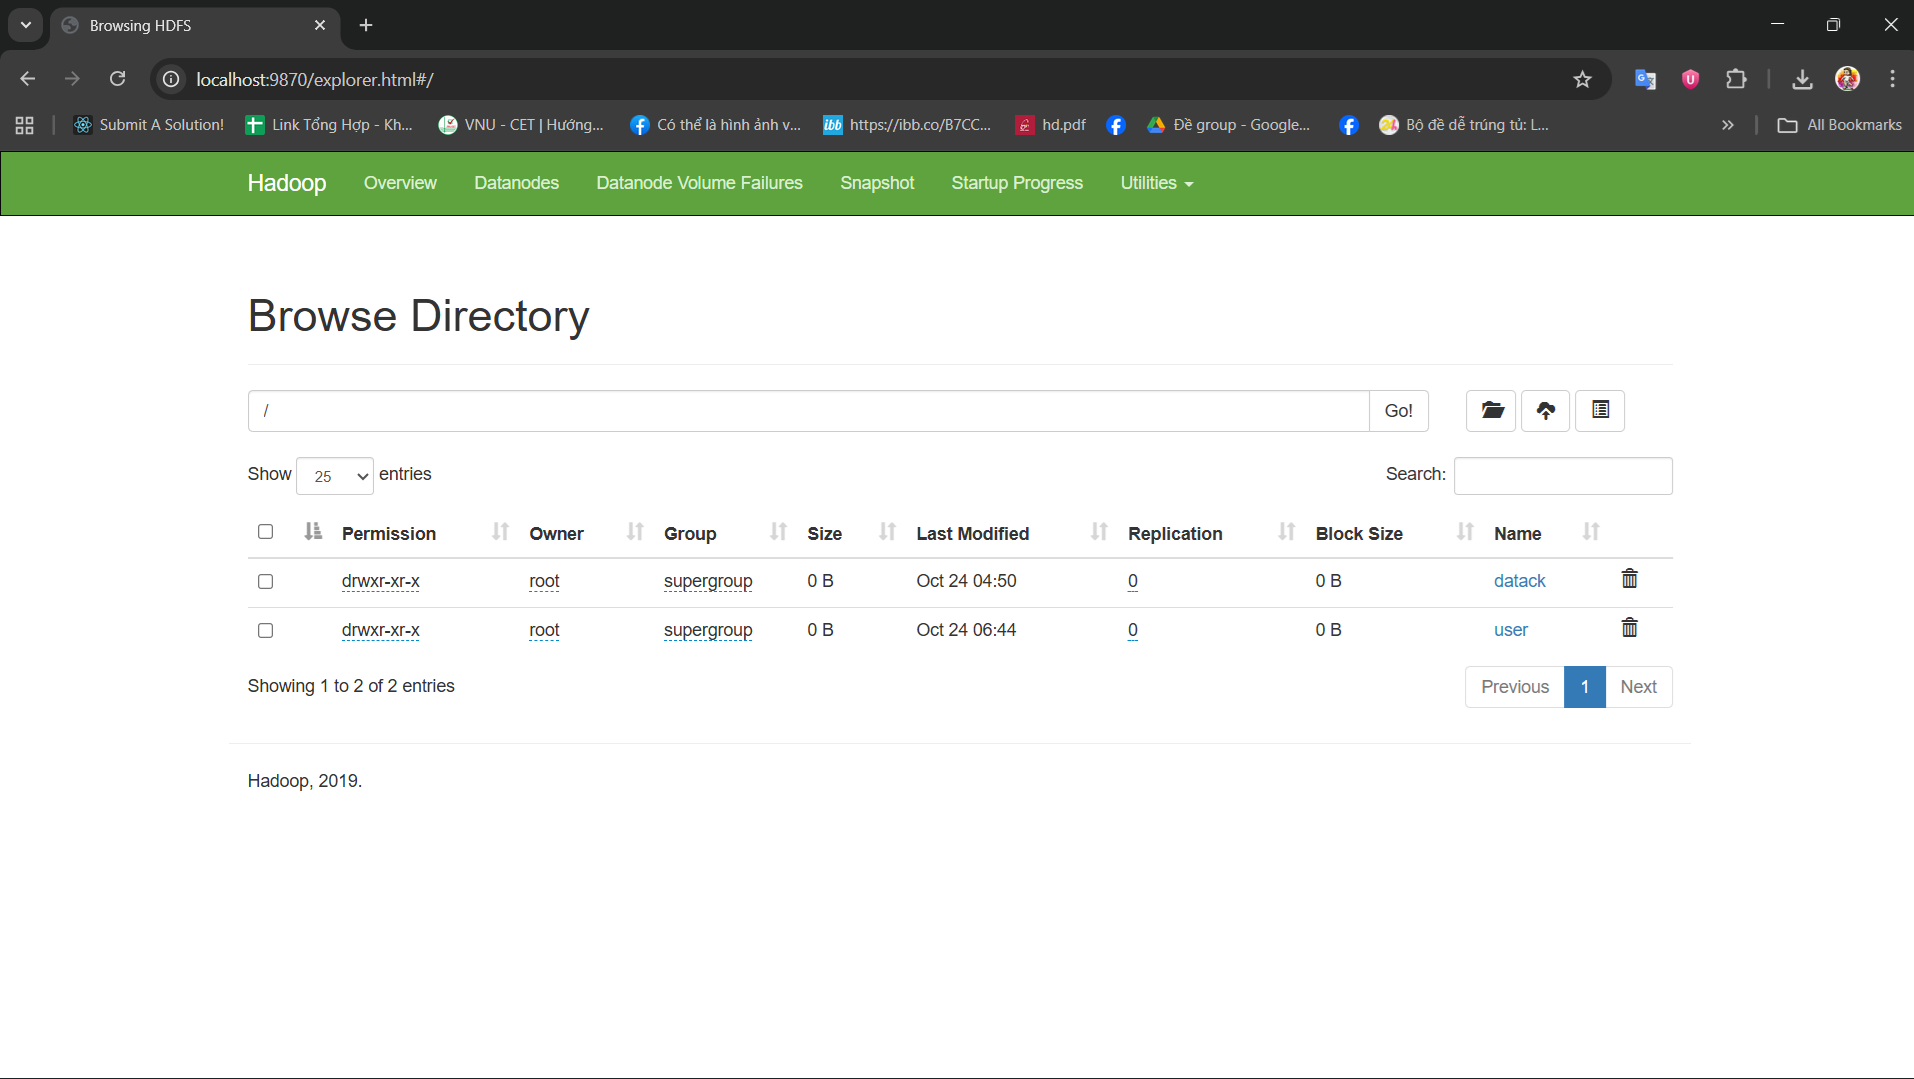 Browsing HDFS
localhost:9870/explorer.html#/
Submit A Solution!
Link Tổng Hợp - Kh...
VNU - CET | Hướng...
Có thể là hình ảnh v...
ibb https://ibb.co/B7CC...
hd.pdf
Đề group - Google...
Bộ đề dễ trúng tủ: L...
All Bookmarks
Hadoop Overview Datanodes Datanode Volume Failures Snapshot Startup Progress Utilities
Browse Directory
/ Go!
Show 25 entries Search:
Permission Owner Group Size Last Modified Replication Block Size Name
drwxr-xr-x root supergroup 0 B Oct 24 04:50 0 0 B datack
drwxr-xr-x root supergroup 0 B Oct 24 06:44 0 0 B user
Showing 1 to 2 of 2 entries Previous 1 Next
Hadoop, 2019.